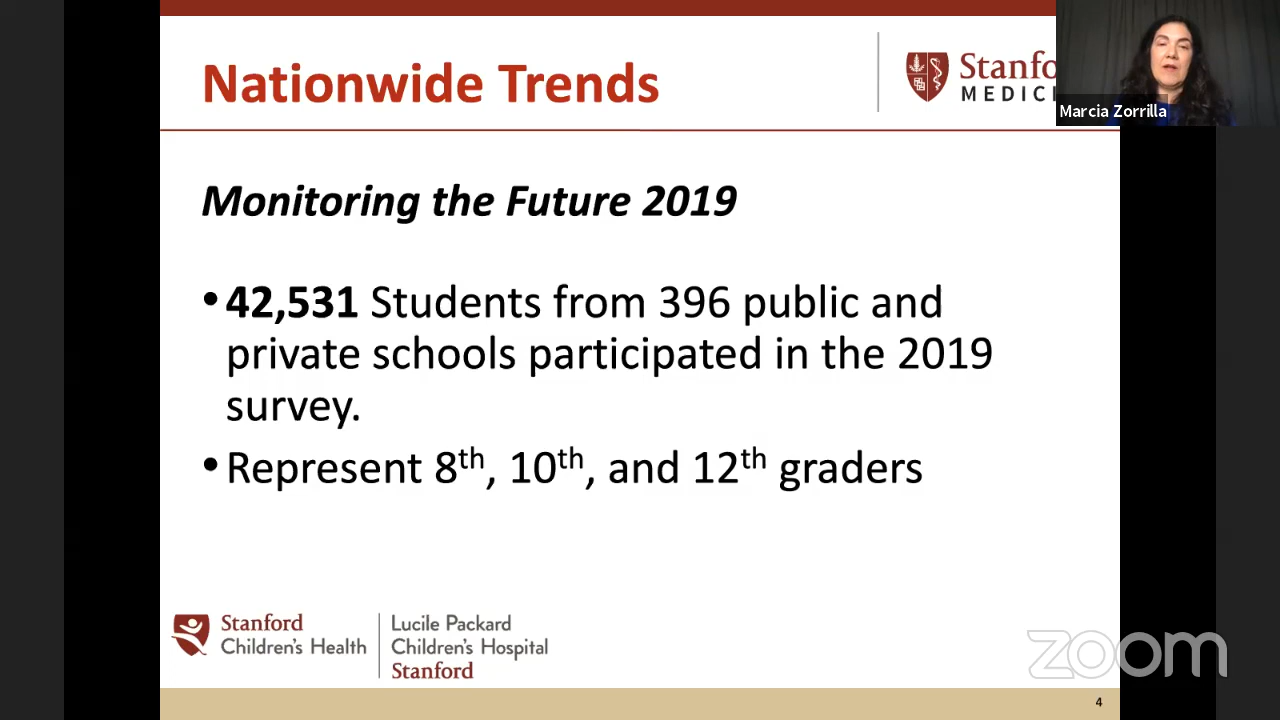 Nationwide Trends
Stanfo
MEDICI
Marcia Zorrilla
Monitoring the Future 2019
•42,531 Students from 396 public and
private schools participated in the 2019
survey.
•Represent 8th, 10th, and 12th graders
Stanford
Children's Health
Lucile Packard
Children's Hospital
Stanford
zoom
4